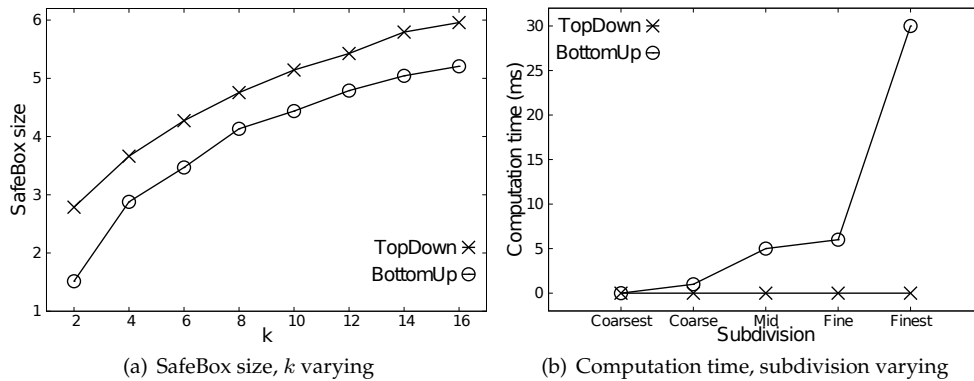 6
5
4
3
2
1
SafeBox size
TopDown
BottomUp
2 4 6 8 10 12 14 16
k
(a) SafeBox size, k varying
30
25
20
15
10
5
0
Computation time (ms)
TopDown
BottomUp
Coarsest Coarse Mid Fine Finest
Subdivision
(b) Computation time, subdivision varying